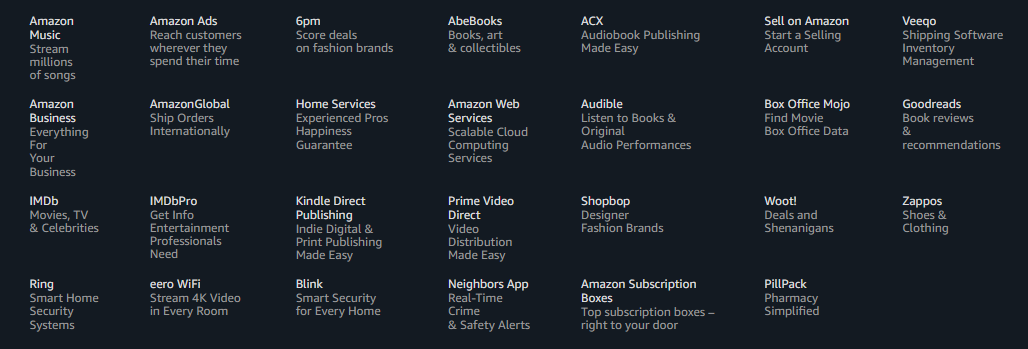 Amazon
Music
Stream
millions
of songs
Amazon Ads
Reach customers
wherever they
spend their time
6pm
Score deals
on fashion brands
AbeBooks
Books, art
& collectibles
ACX
Audiobook Publishing
Made Easy
Sell on Amazon
Start a Selling
Account
Veeqo
Shipping Software
Inventory
Management
Amazon
Business
Everything
For
Your
Business
AmazonGlobal
Ship Orders
Internationally
Home Services
Experienced Pros
Happiness
Guarantee
Amazon Web
Services
Scalable Cloud
Computing
Services
Audible
Listen to Books &
Original
Audio Performances
Box Office Mojo
Find Movie
Box Office Data
Goodreads
Book reviews
&
recommendations
IMDb
Movies, TV
& Celebrities
IMDbPro
Get Info
Entertainment
Professionals
Need
Kindle Direct
Publishing
Indie Digital &
Print Publishing
Made Easy
Prime Video
Direct
Video
Distribution
Made Easy
Shopbop
Designer
Fashion Brands
Woot!
Deals and
Shenanigans
Zappos
Shoes &
Clothing
Ring
Smart Home
Security
Systems
eero WiFi
Stream 4K Video
in Every Room
Blink
Smart Security
for Every Home
Neighbors App
Real-Time
Crime
& Safety Alerts
Amazon Subscription
Boxes
Top subscription boxes –
right to your door
PillPack
Pharmacy
Simplified